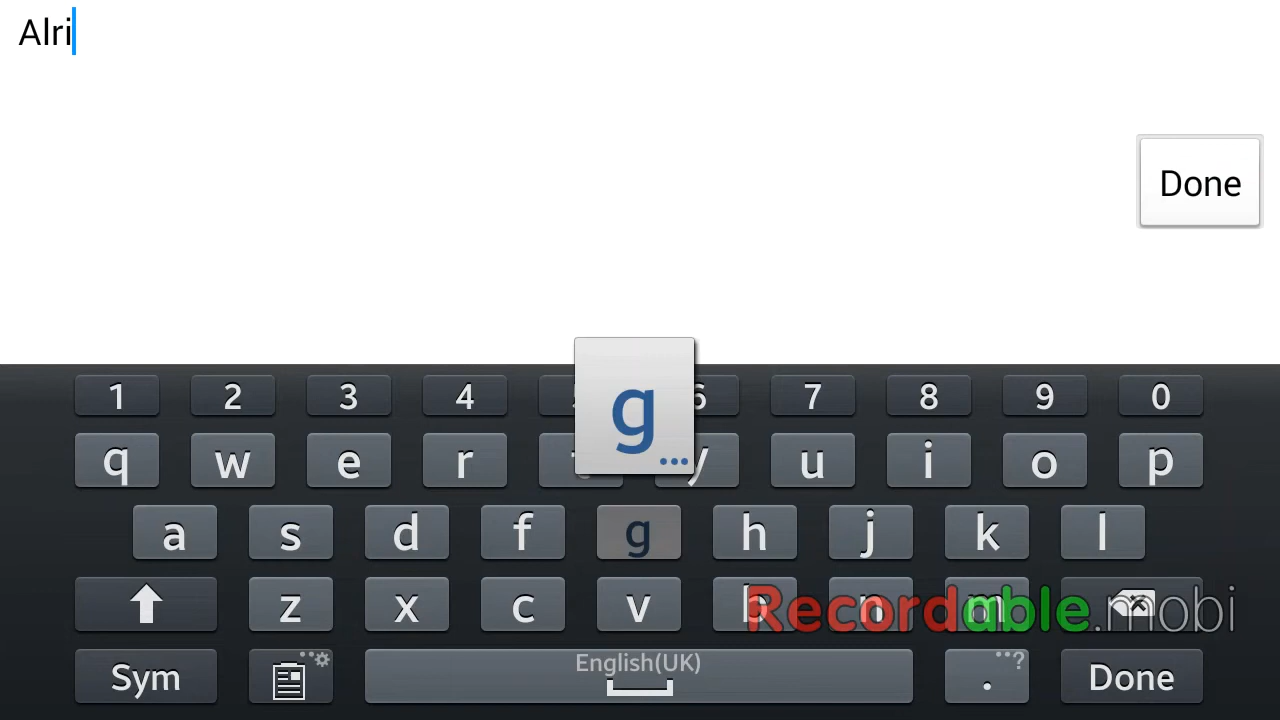 Alri
Done
g
...
1 2 3 4 6 7 8 9 0
q w e r y u i o p
a s d f g h j k l
z x c v b n m
Recordable.mobi
Sym English(UK) . ? Done